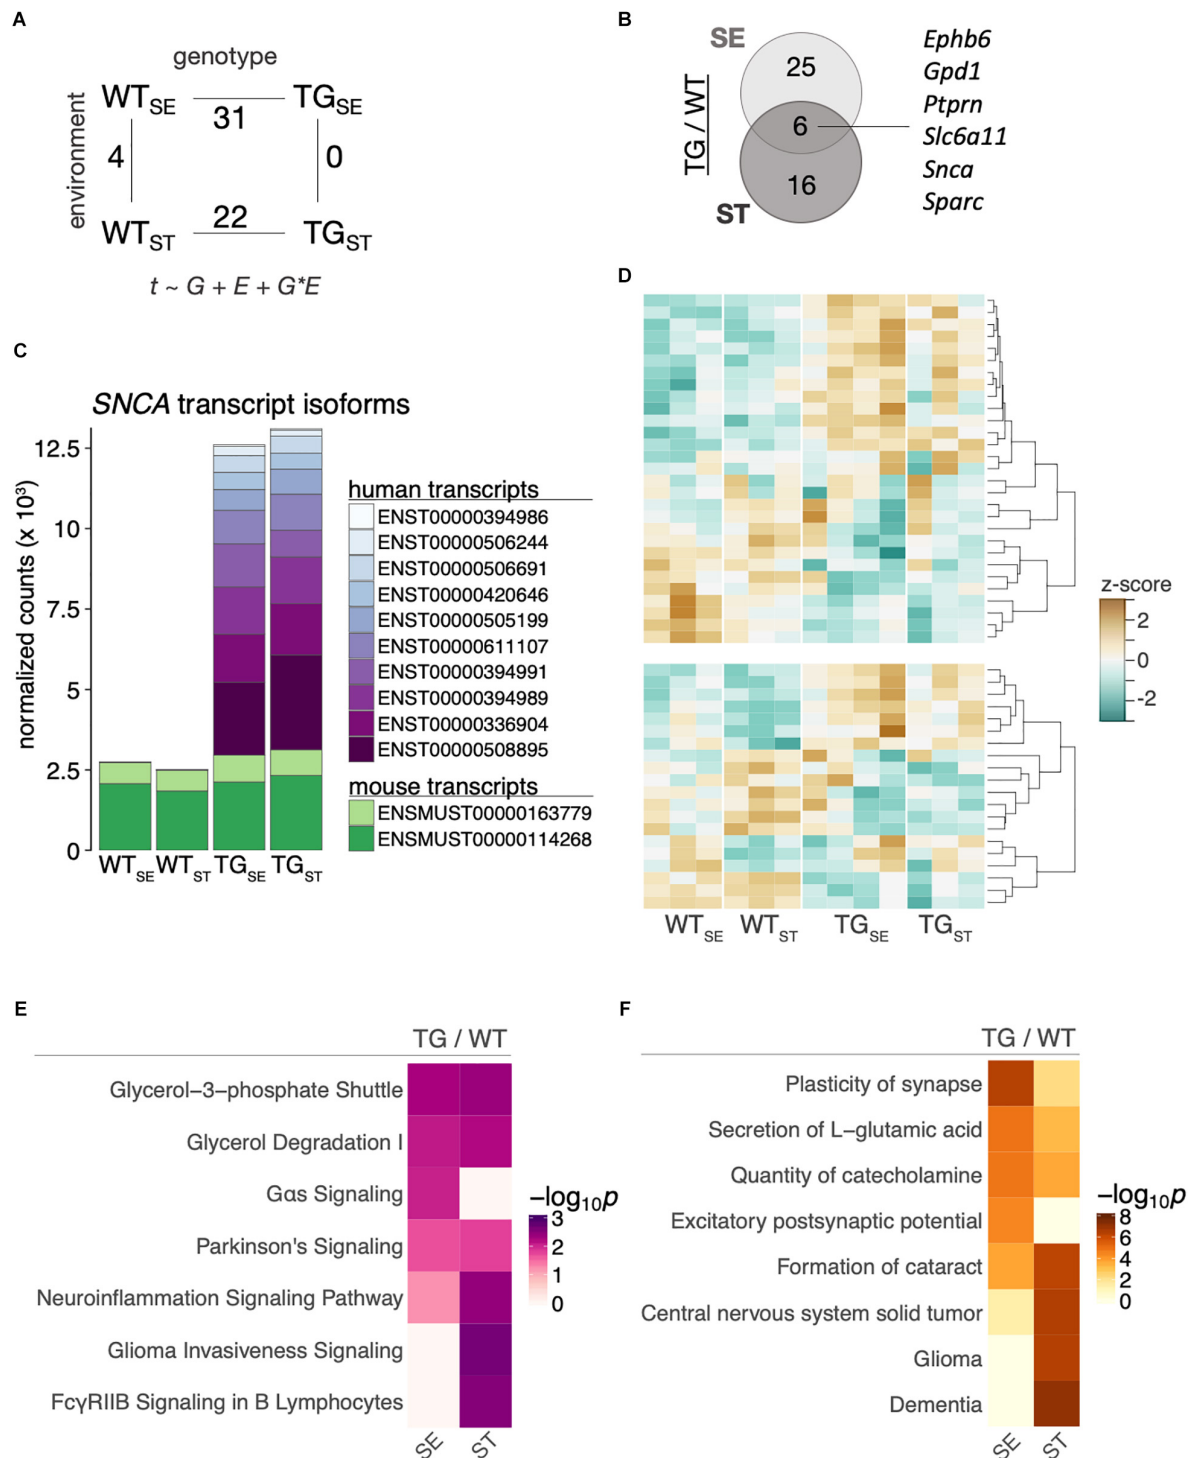 A
genotype
environment
WTSE
31
TGSE
4
0
WTST
22
TGST
t ~ G + E + G*E
B
SE
TG / WT
25
6
16
ST
Ephb6
Gpd1
Ptprn
Slc6a11
Snca
Sparc
C
SNCA transcript isoforms
normalized counts (x 10³)
12.5
10
7.5
5
2.5
0
WTSE WTST TGSE TGST
human transcripts
ENST00000394986
ENST00000506244
ENST00000506691
ENST00000420646
ENST00000505199
ENST00000611107
ENST00000394991
ENST00000394989
ENST00000336904
ENST00000508895
mouse transcripts
ENSMUST00000163779
ENSMUST00000114268
D
WTSE WTST TGSE TGST
z-score
2
0
-2
E
TG / WT
Glycerol–3–phosphate Shuttle
Glycerol Degradation I
Gαs Signaling
Parkinson's Signaling
Neuroinflammation Signaling Pathway
Glioma Invasiveness Signaling
FcγRIIB Signaling in B Lymphocytes
SE ST
–log10p
3
2
1
0
F
TG / WT
Plasticity of synapse
Secretion of L–glutamic acid
Quantity of catecholamine
Excitatory postsynaptic potential
Formation of cataract
Central nervous system solid tumor
Glioma
Dementia
SE ST
–log10p
8
6
4
2
0